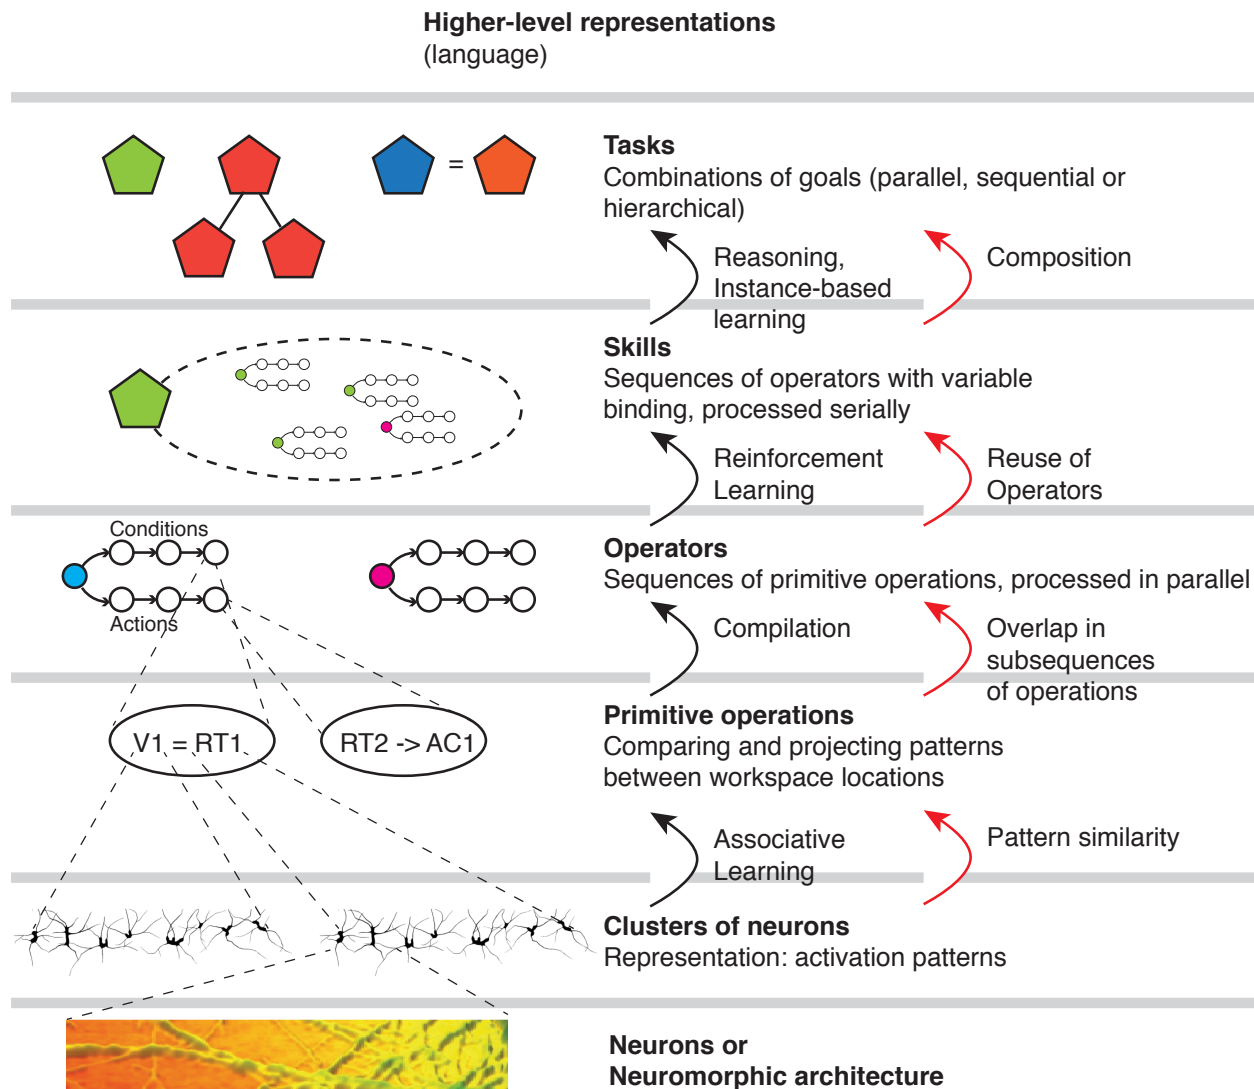 Higher-level representations
(language)
=
Tasks
Combinations of goals (parallel, sequential or
hierarchical)
Reasoning,
Instance-based
learning
Composition
Skills
Sequences of operators with variable
binding, processed serially
Reinforcement
Learning
Reuse of
Operators
Conditions
Actions
Operators
Sequences of primitive operations, processed in parallel
Compilation
Overlap in
subsequences
of operations
V1 = RT1
RT2 -> AC1
Primitive operations
Comparing and projecting patterns
between workspace locations
Associative
Learning
Pattern similarity
Clusters of neurons
Representation: activation patterns
Neurons or
Neuromorphic architecture